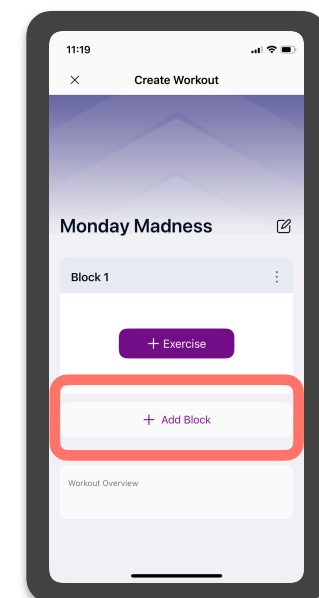 11:19
Create Workout
Monday Madness
Block 1
+ Exercise
+ Add Block
Workout Overview